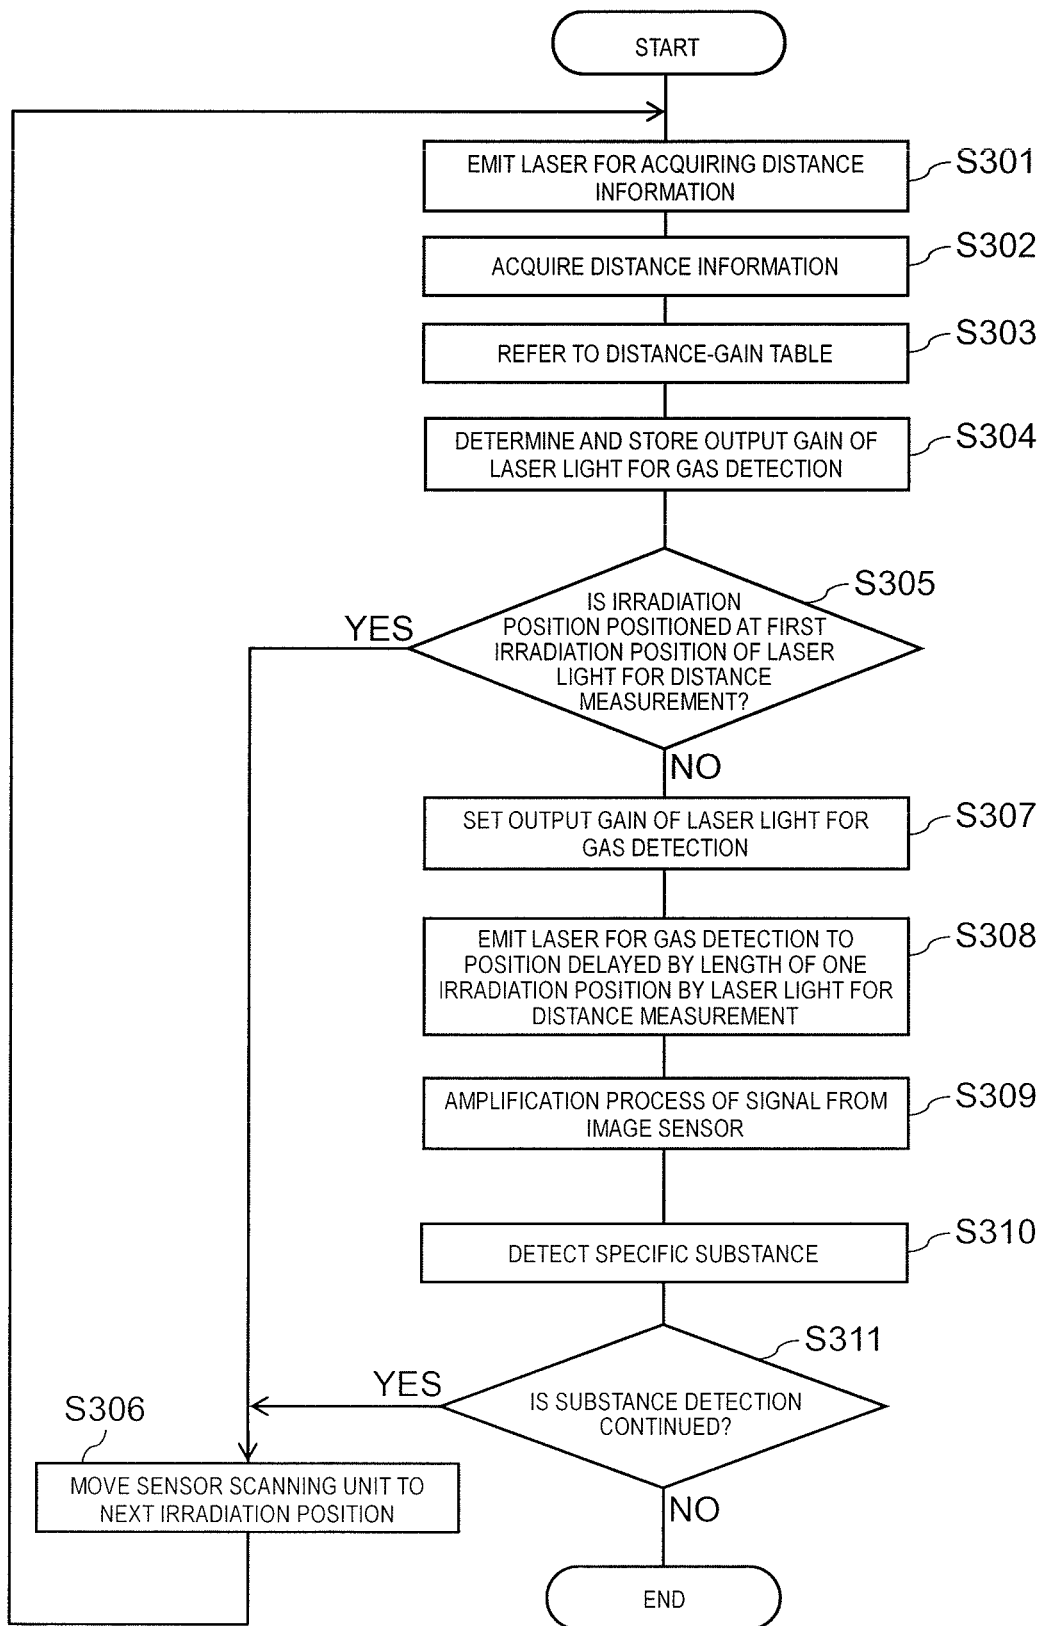 START
EMIT LASER FOR ACQUIRING DISTANCE
INFORMATION
S301
ACQUIRE DISTANCE INFORMATION
S302
REFER TO DISTANCE-GAIN TABLE
S303
DETERMINE AND STORE OUTPUT GAIN OF
LASER LIGHT FOR GAS DETECTION
S304
S305
IS IRRADIATION
POSITION POSITIONED AT FIRST
IRRADIATION POSITION OF LASER
LIGHT FOR DISTANCE
MEASUREMENT?
YES
NO
SET OUTPUT GAIN OF LASER LIGHT FOR
GAS DETECTION
S307
EMIT LASER FOR GAS DETECTION TO
POSITION DELAYED BY LENGTH OF ONE
IRRADIATION POSITION BY LASER LIGHT FOR
DISTANCE MEASUREMENT
S308
AMPLIFICATION PROCESS OF SIGNAL FROM
IMAGE SENSOR
S309
DETECT SPECIFIC SUBSTANCE
S310
S311
IS SUBSTANCE DETECTION
CONTINUED?
YES
S306
MOVE SENSOR SCANNING UNIT TO
NEXT IRRADIATION POSITION
NO
END